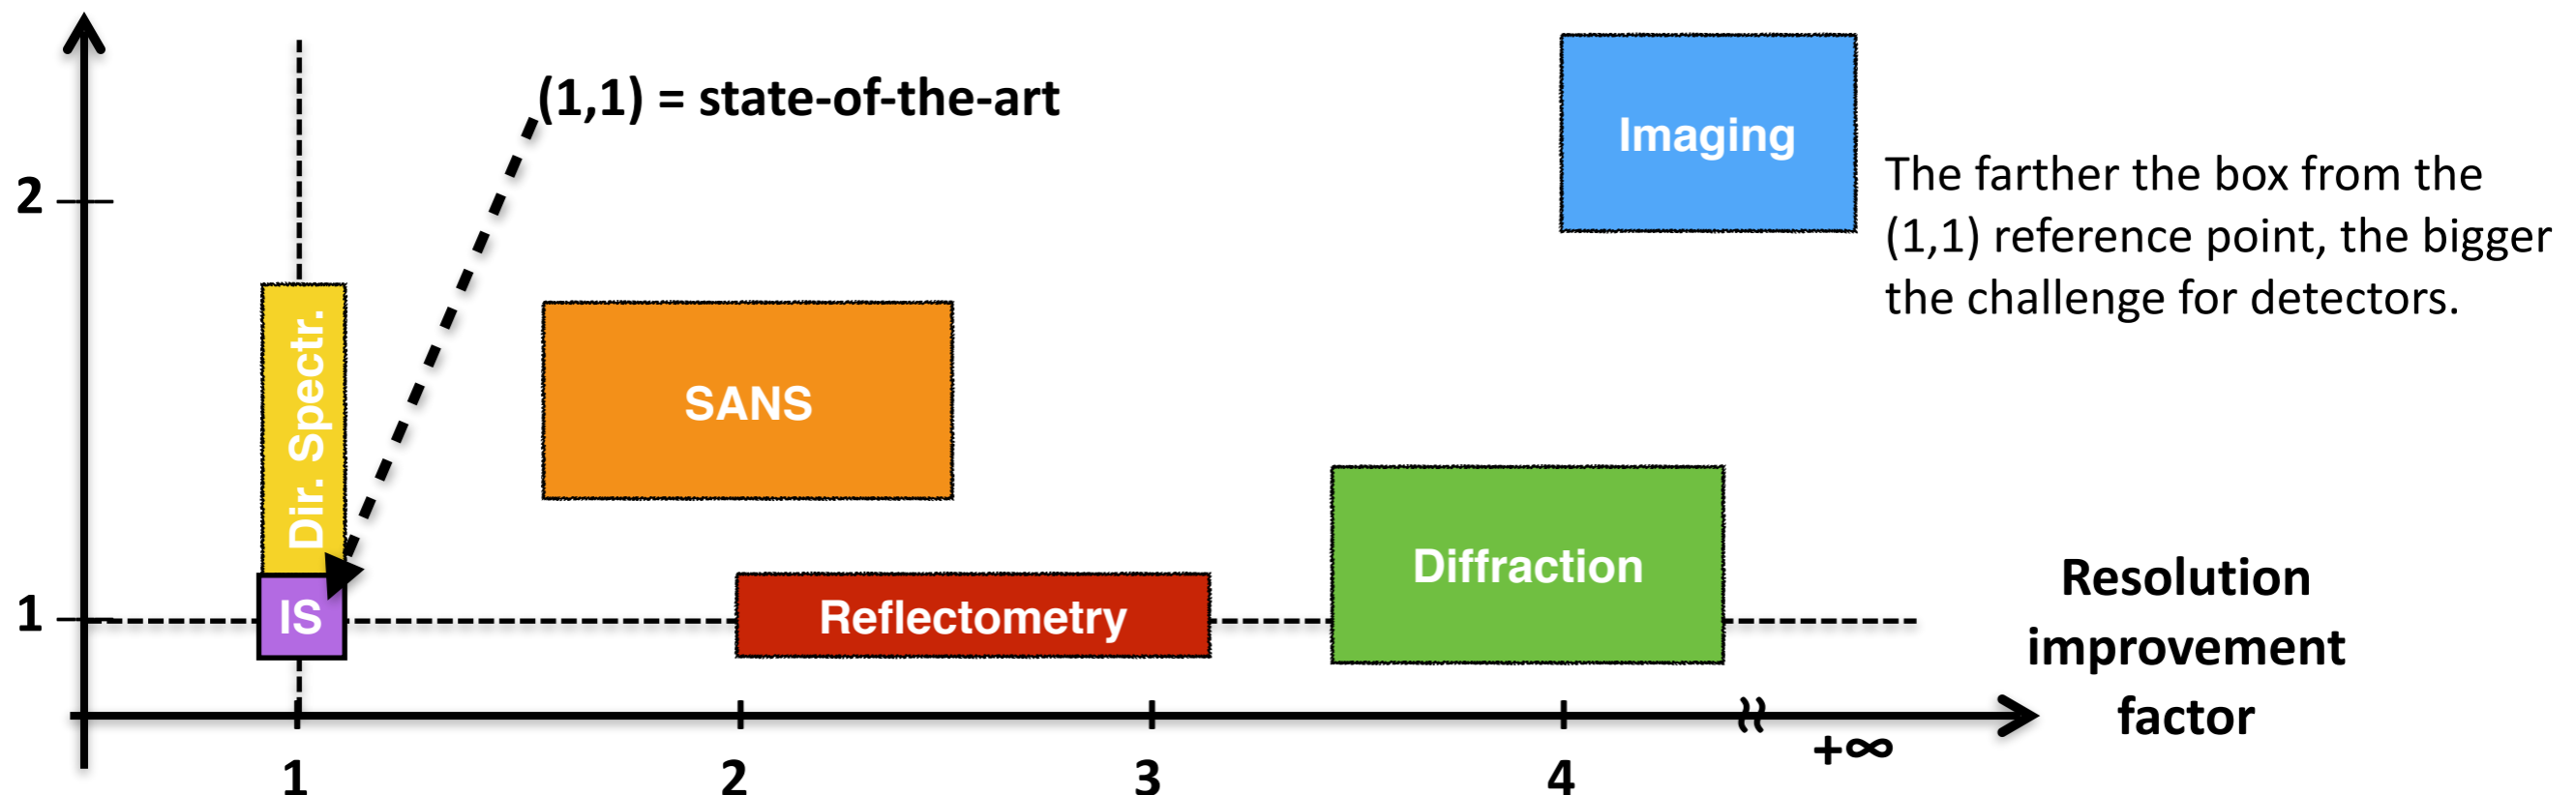 (1,1) = state-of-the-art
Imaging
The farther the box from the
(1,1) reference point, the bigger
the challenge for detectors.
2
Dir. Spectr.
SANS
Diffraction
IS
Reflectometry
1
Resolution
improvement
factor
1
2
3
4
+∞